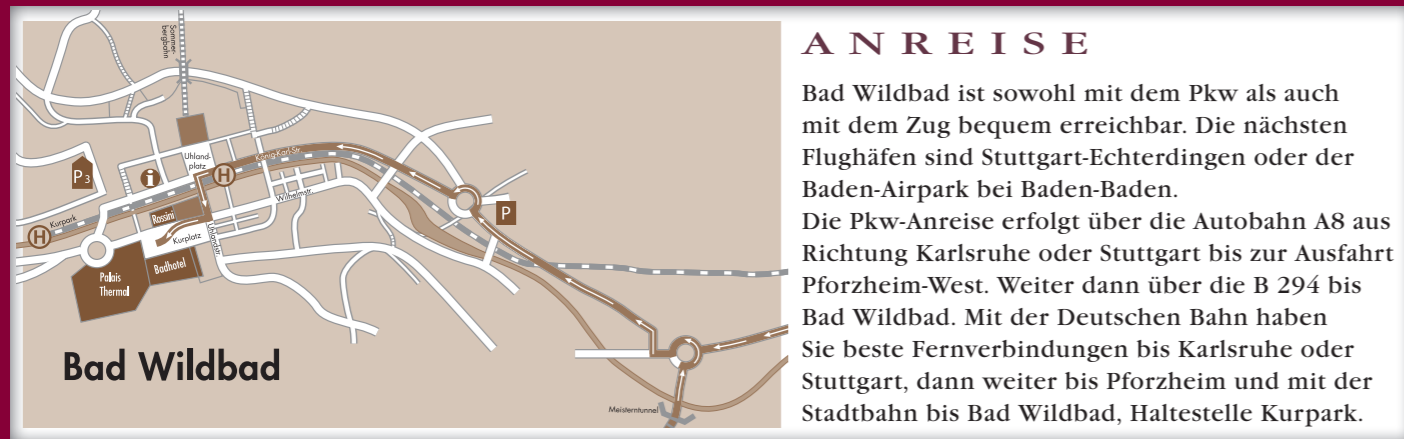 Sommer-
bergbahn
Uhland-
platz
König-Karl-Str.
P3
i
H
Wilhelmstr.
Kurpark
Rossini
P
H
Kurplatz
Uhlandstr.
Palais
Thermal
Badhotel
Bad Wildbad
Meisterntunnel
ANREISE
Bad Wildbad ist sowohl mit dem Pkw als auch
mit dem Zug bequem erreichbar. Die nächsten
Flughäfen sind Stuttgart-Echterdingen oder der
Baden-Airpark bei Baden-Baden.
Die Pkw-Anreise erfolgt über die Autobahn A8 aus
Richtung Karlsruhe oder Stuttgart bis zur Ausfahrt
Pforzheim-West. Weiter dann über die B 294 bis
Bad Wildbad. Mit der Deutschen Bahn haben
Sie beste Fernverbindungen bis Karlsruhe oder
Stuttgart, dann weiter bis Pforzheim und mit der
Stadtbahn bis Bad Wildbad, Haltestelle Kurpark.